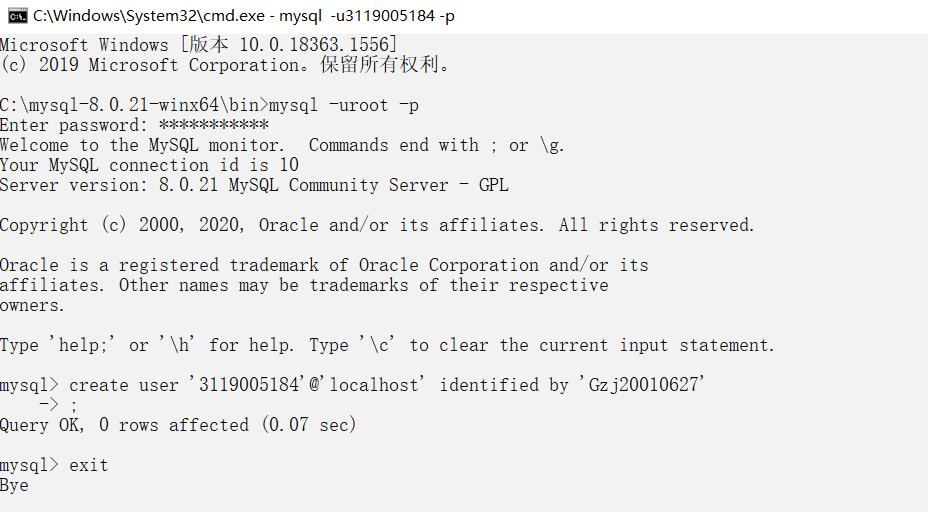 C:\Windows\System32\cmd.exe - mysql  -u3119005184 -p
Microsoft Windows [版本 10.0.18363.1556]
(c) 2019 Microsoft Corporation。保留所有权利。
C:\mysql-8.0.21-winx64\bin>mysql -uroot -p
Enter password: ***********
Welcome to the MySQL monitor.  Commands end with ; or \g.
Your MySQL connection id is 10
Server version: 8.0.21 MySQL Community Server - GPL
Copyright (c) 2000, 2020, Oracle and/or its affiliates. All rights reserved.
Oracle is a registered trademark of Oracle Corporation and/or its
affiliates. Other names may be trademarks of their respective
owners.
Type 'help;' or '\h' for help. Type '\c' to clear the current input statement.
mysql> create user '3119005184'@'localhost' identified by 'Gzj20010627'
    -> ;
Query OK, 0 rows affected (0.07 sec)
mysql> exit
Bye